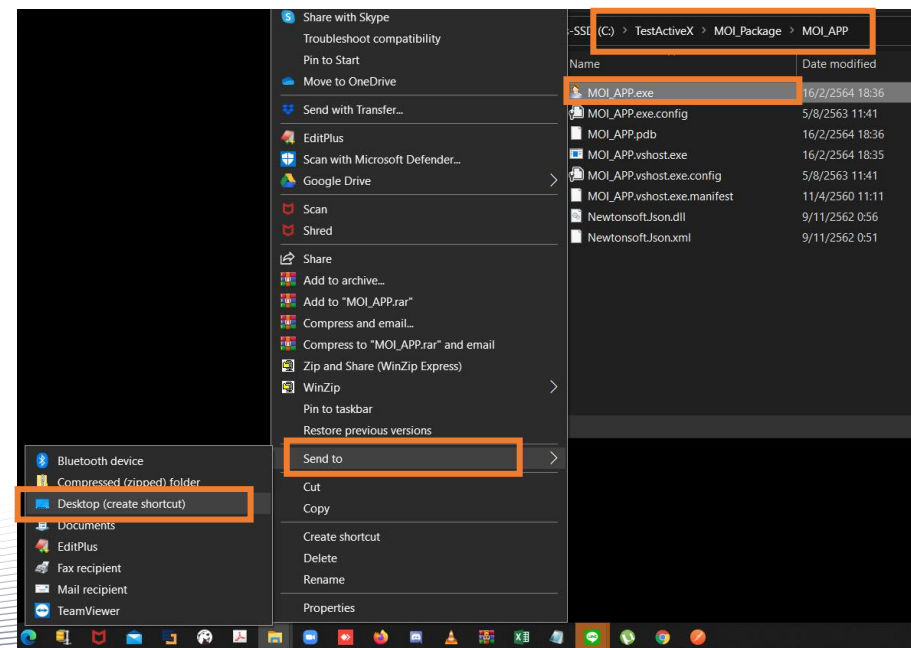 Share with Skype
Troubleshoot compatibility
Pin to Start
Move to OneDrive
Send with Transfer...
EditPlus
Scan with Microsoft Defender...
Google Drive
Scan
Shred
Share
Add to archive...
Add to "MOI_APP.rar"
Compress and email...
Compress to "MOI_APP.rar" and email
Zip and Share (WinZip Express)
WinZip
Pin to taskbar
Restore previous versions
Send to
Cut
Copy
Create shortcut
Delete
Rename
Properties
Bluetooth device
Compressed (zipped) folder
Desktop (create shortcut)
Documents
EditPlus
Fax recipient
Mail recipient
TeamViewer
-SSD (C:) > TestActiveX > MOI_Package > MOI_APP
Name Date modified
MOI_APP.exe 16/2/2564 18:36
MOI_APP.exe.config 5/8/2563 11:41
MOI_APP.pdb 16/2/2564 18:36
MOI_APP.vshost.exe 16/2/2564 18:35
MOI_APP.vshost.exe.config 5/8/2563 11:41
MOI_APP.vshost.exe.manifest 11/4/2560 11:11
Newtonsoft.Json.dll 9/11/2562 0:56
Newtonsoft.Json.xml 9/11/2562 0:51